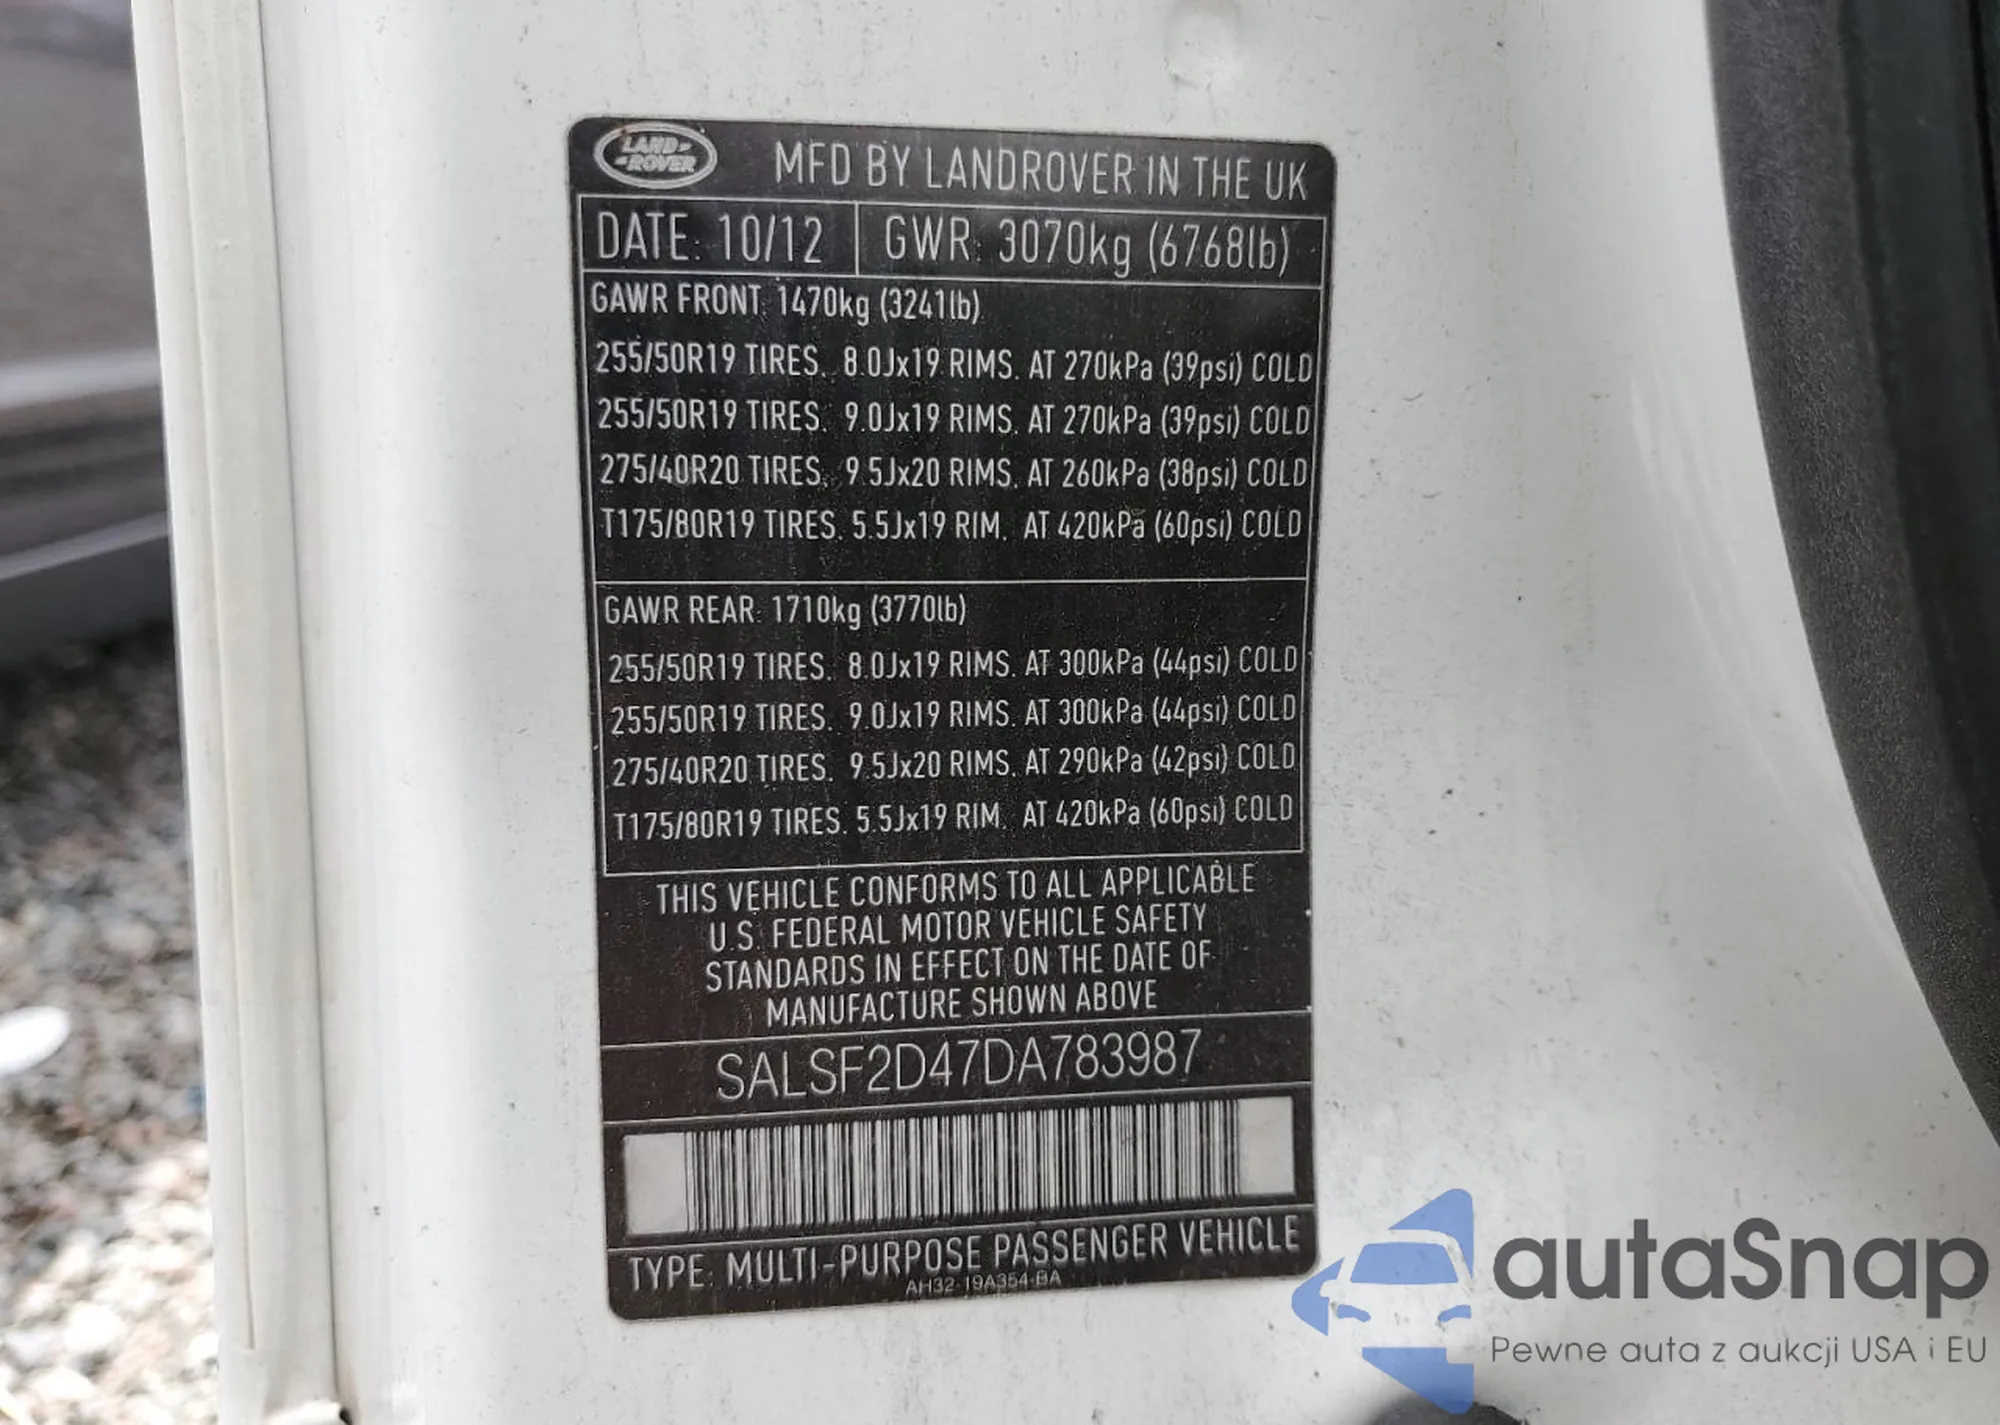 LAND ROVER
MFD BY LANDROVER IN THE UK
DATE: 10/12 GWR: 3070kg (6768lb)
GAWR FRONT: 1470kg (3241lb)
255/50R19 TIRES. 8.0Jx19 RIMS. AT 270kPa (39psi) COLD
255/50R19 TIRES. 9.0Jx19 RIMS. AT 270kPa (39psi) COLD
275/40R20 TIRES. 9.5Jx20 RIMS. AT 260kPa (38psi) COLD
T175/80R19 TIRES. 5.5Jx19 RIM. AT 420kPa (60psi) COLD
GAWR REAR: 1710kg (3770lb)
255/50R19 TIRES. 8.0Jx19 RIMS. AT 300kPa (44psi) COLD
255/50R19 TIRES. 9.0Jx19 RIMS. AT 300kPa (44psi) COLD
275/40R20 TIRES. 9.5Jx20 RIMS. AT 290kPa (42psi) COLD
T175/80R19 TIRES. 5.5Jx19 RIM. AT 420kPa (60psi) COLD
THIS VEHICLE CONFORMS TO ALL APPLICABLE
U.S. FEDERAL MOTOR VEHICLE SAFETY
STANDARDS IN EFFECT ON THE DATE OF
MANUFACTURE SHOWN ABOVE
SALSF2D47DA783987
TYPE: MULTI-PURPOSE PASSENGER VEHICLE
AH32-19A354-BA
autaSnap
Pewne auta z aukcji USA i EU